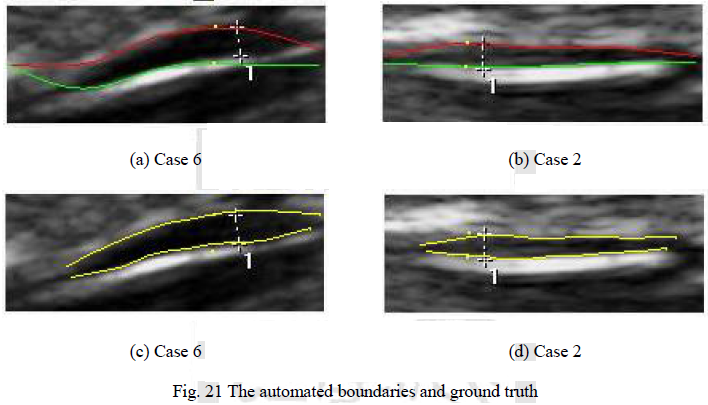 1
1
(a) Case 6
(b) Case 2
1
1
(c) Case 6
(d) Case 2
Fig. 21 The automated boundaries and ground truth